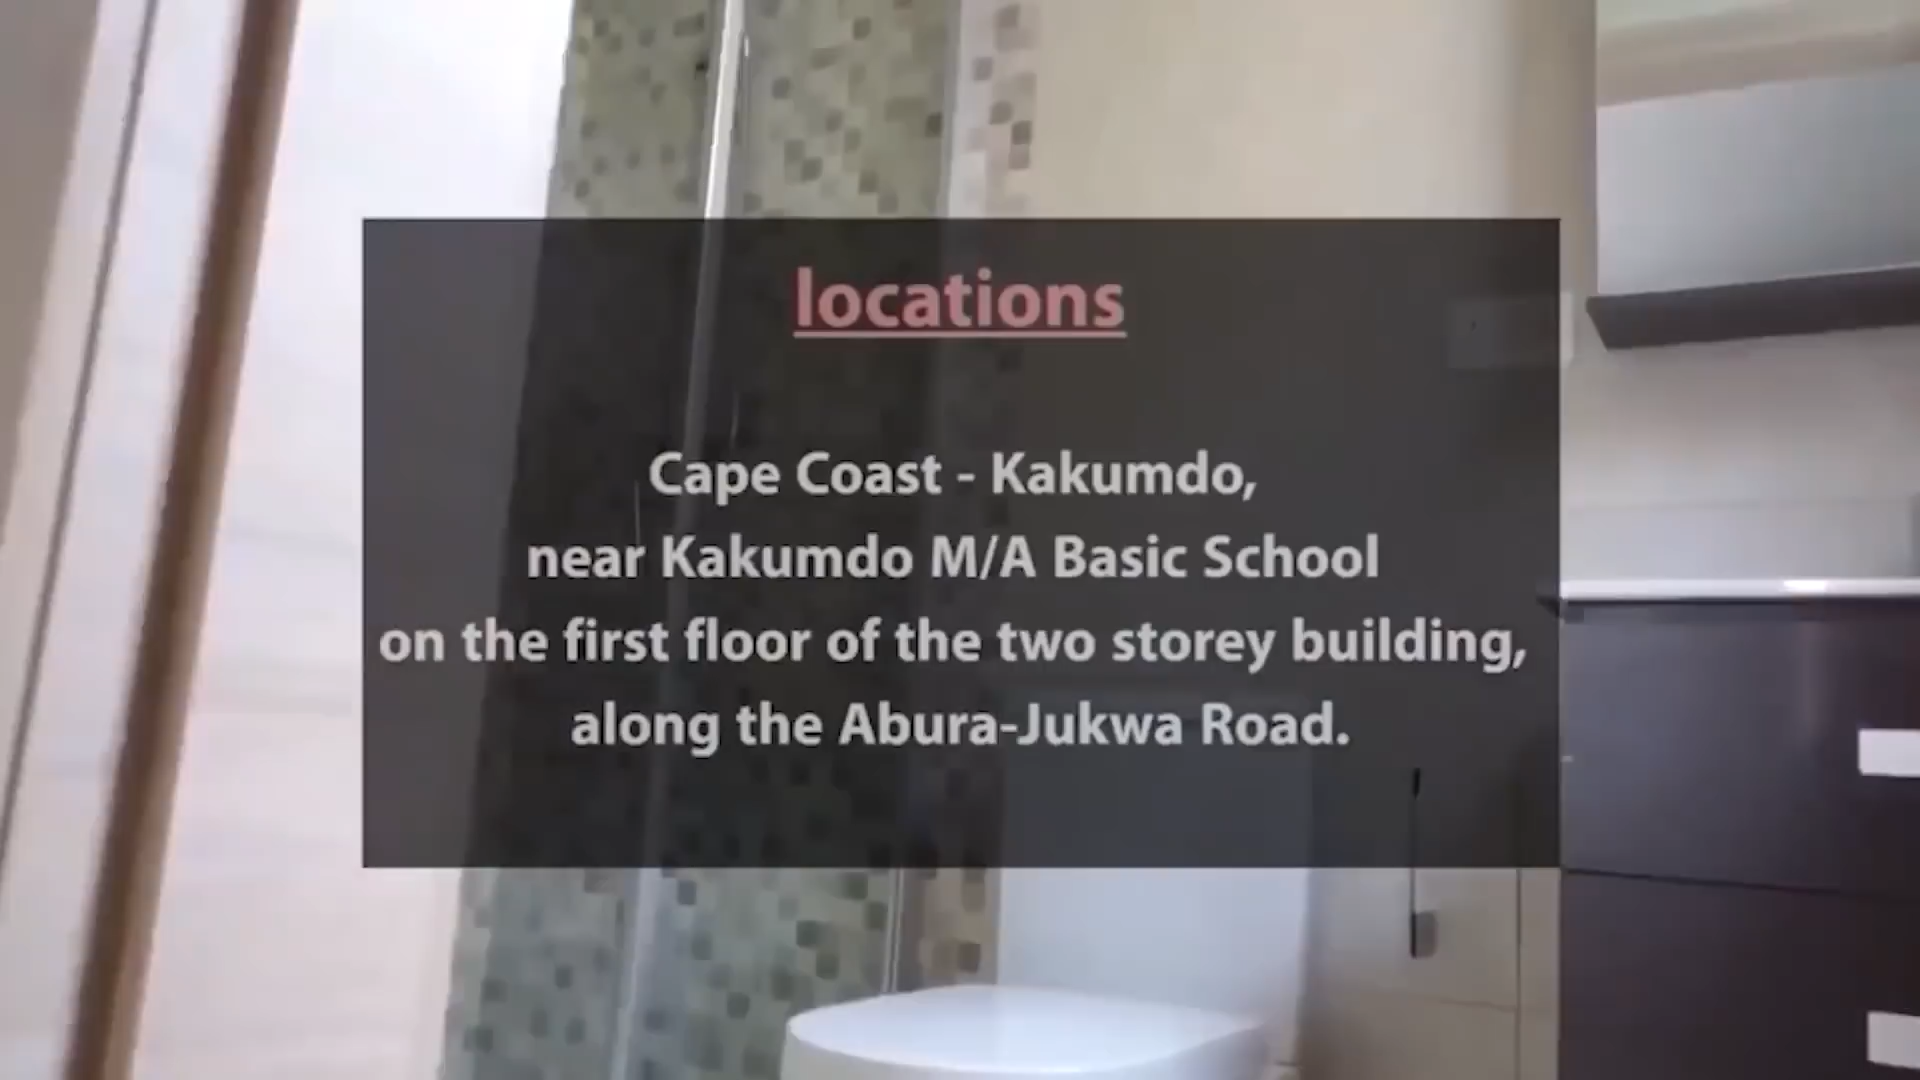 locations
Cape Coast - Kakumdo,
near Kakumdo M/A Basic School
on the first floor of the two storey building,
along the Abura-Jukwa Road.